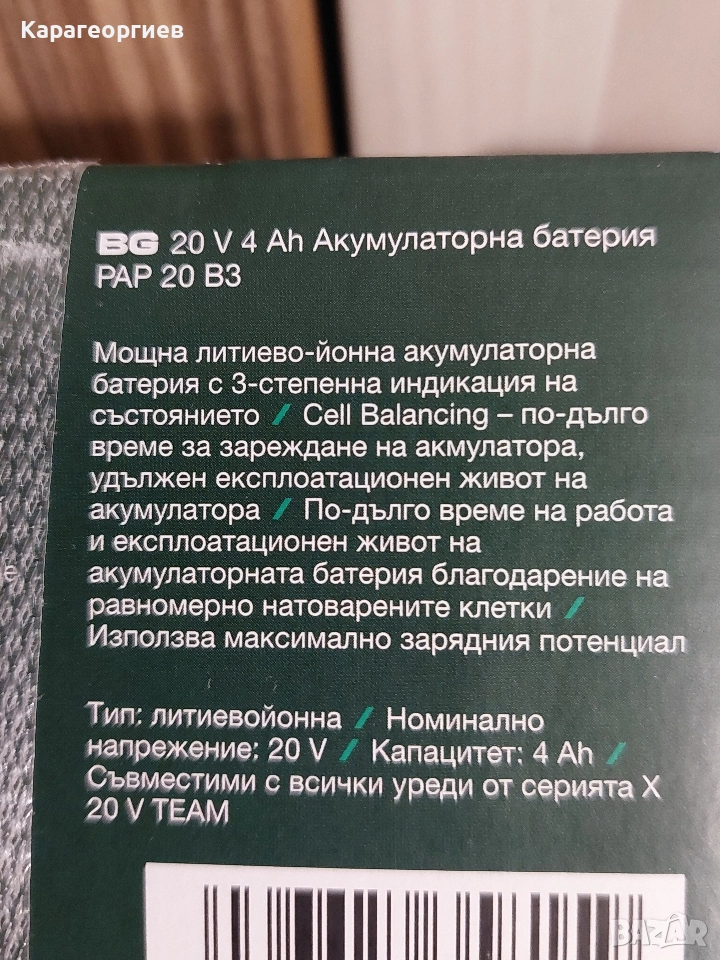 Карагеоргиев
BG 20 V 4 Ah Акумулаторна батерия
PAP 20 B3
Мощна литиево-йонна акумулаторна
батерия с 3-степенна индикация на
състоянието / Cell Balancing – по-дълго
време за зареждане на акмулатора,
удължен експлоатационен живот на
акумулатора / По-дълго време на работа
и експлоатационен живот на
акумулаторната батерия благодарение на
равномерно натоварените клетки /
Използва максимално зарядния потенциал
Тип: литиевойонна / Номинално
напрежение: 20 V / Капацитет: 4 Ah /
Съвместими с всички уреди от серията X
20 V TEAM
BAZAR